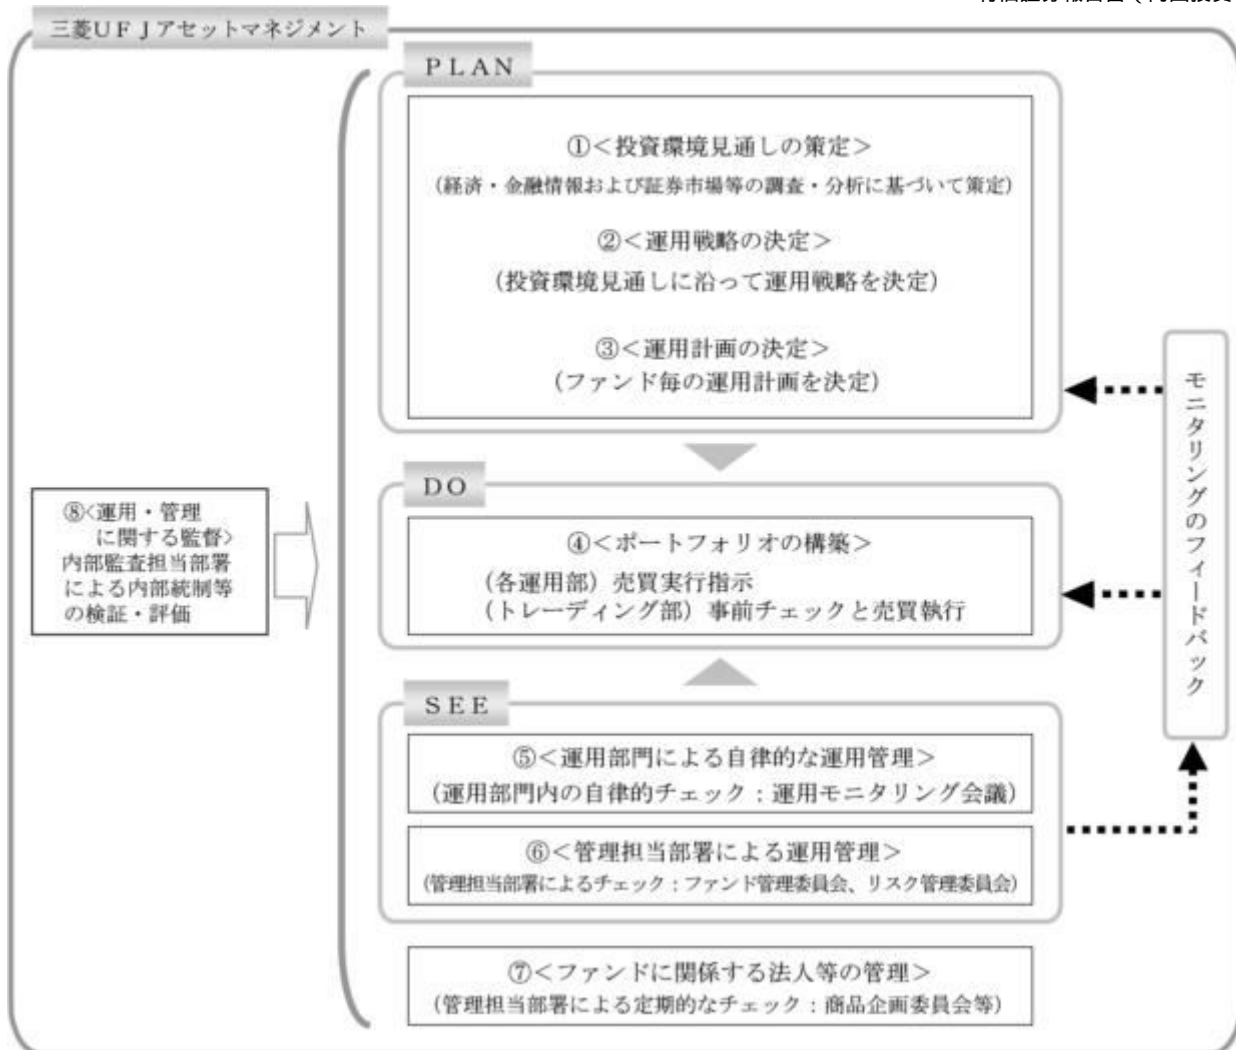 三菱UFJアセットマネジメント
PLAN
①<投資環境見通しの策定>
(経済・金融情報および証券市場等の調査・分析に基づいて策定)
②<運用戦略の決定>
(投資環境見通しに沿って運用戦略を決定)
③<運用計画の決定>
(ファンド毎の運用計画を決定)
モニタリングのフィードバック
DO
④<ポートフォリオの構築>
(各運用部)売買実行指示
(トレーディング部)事前チェックと売買執行
⑧<運用・管理
に関する監督>
内部監査担当部署
による内部統制等
の検証・評価
SEE
⑤<運用部門による自律的な運用管理>
(運用部門内の自律的チェック:運用モニタリング会議)
⑥<管理担当部署による運用管理>
(管理担当部署によるチェック:ファンド管理委員会、リスク管理委員会)
⑦<ファンドに関係する法人等の管理>
(管理担当部署による定期的なチェック:商品企画委員会等)